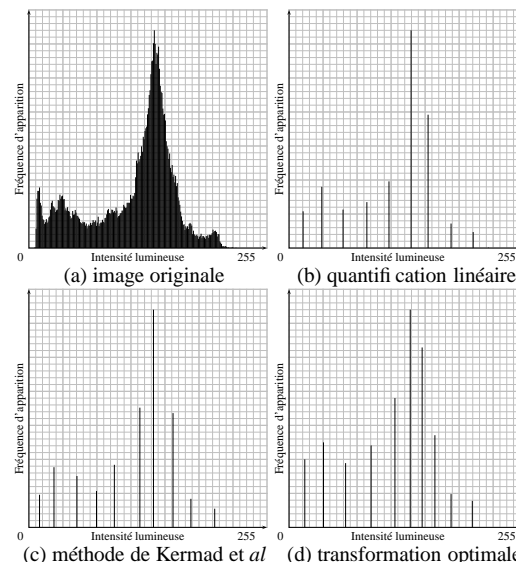 Fréquence d'apparition
Fréquence d'apparition
0 Intensité lumineuse 255
0 Intensité lumineuse 255
(a) image originale
(b) quantifi cation linéaire
Fréquence d'apparition
Fréquence d'apparition
0 Intensité lumineuse 255
0 Intensité lumineuse 255
(c) méthode de Kermad et al
(d) transformation optimale